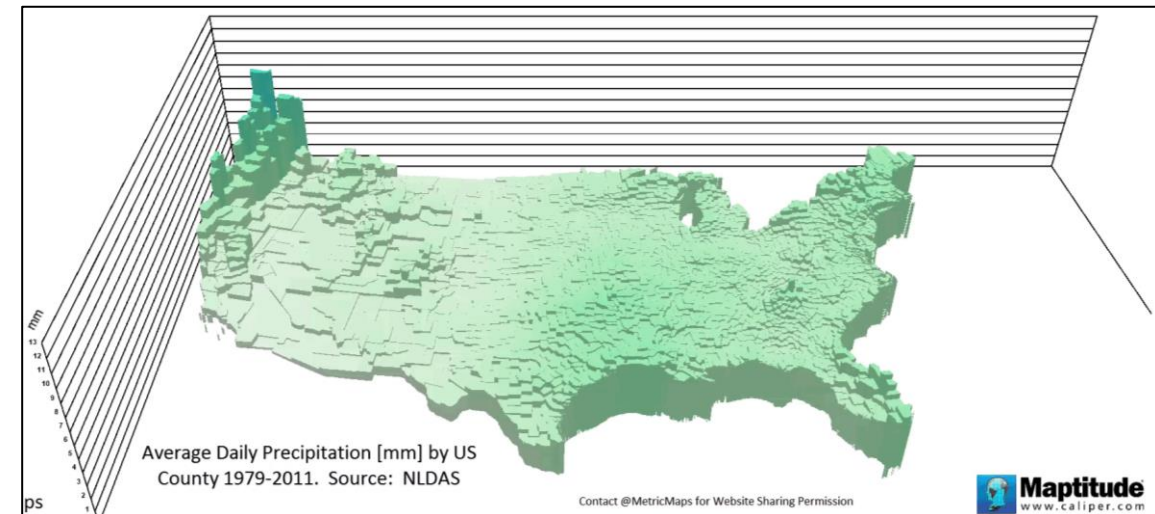 mm
13
12
11
10
9
8
7
6
5
4
3
2
1
ps
Average Daily Precipitation [mm] by US
County 1979-2011.  Source:  NLDAS
Contact @MetricMaps for Website Sharing Permission
Maptitude
www.caliper.com